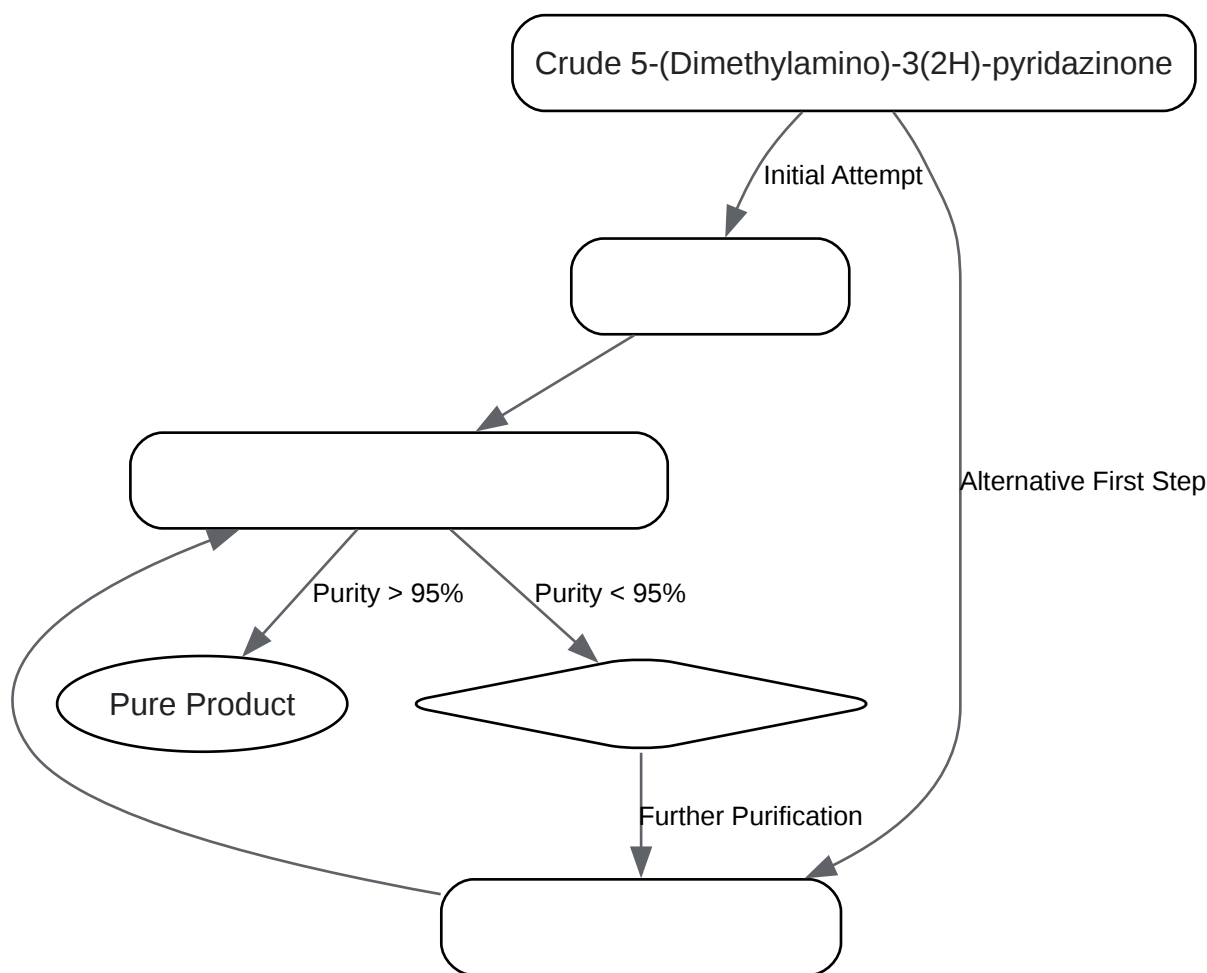 Crude 5-(Dimethylamino)-3(2H)-pyridazinone
Initial Attempt
Alternative First Step
Purity > 95%
Purity < 95%
Pure Product
Further Purification